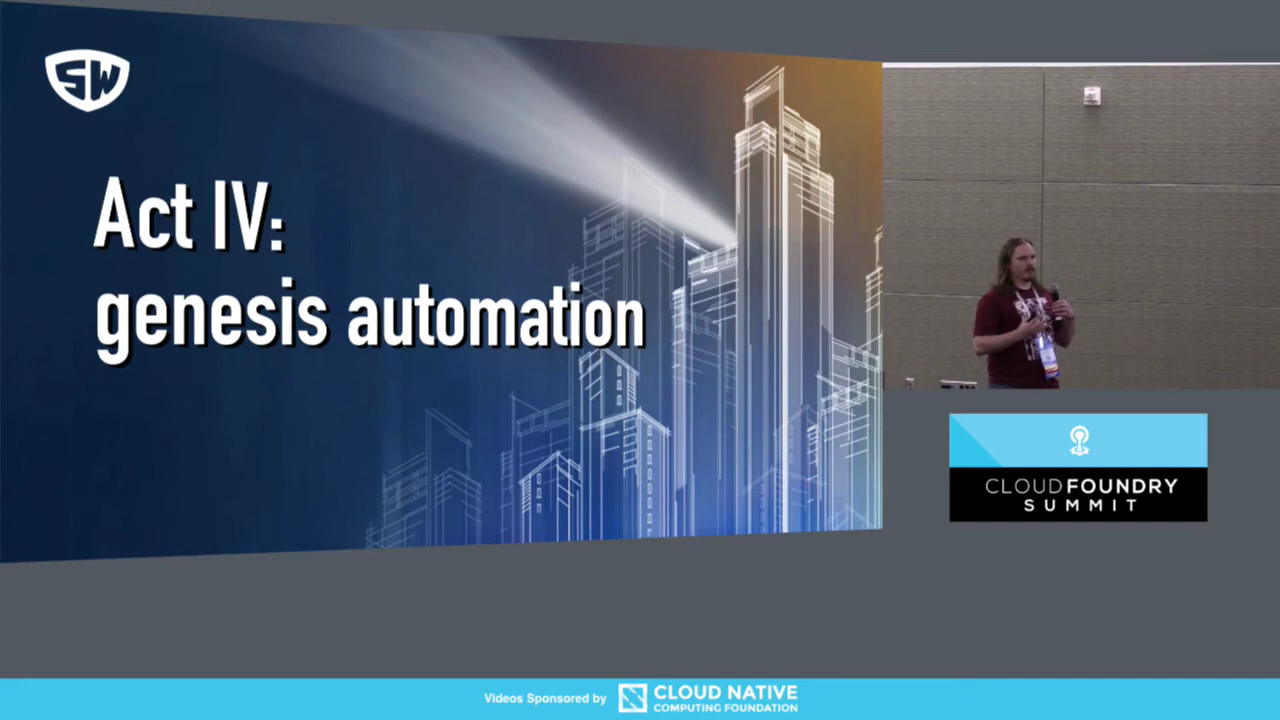 SW
Act IV:
genesis automation
CLOUDFOUNDRY
SUMMIT
Videos Sponsored by
CLOUD NATIVE
COMPUTING FOUNDATION